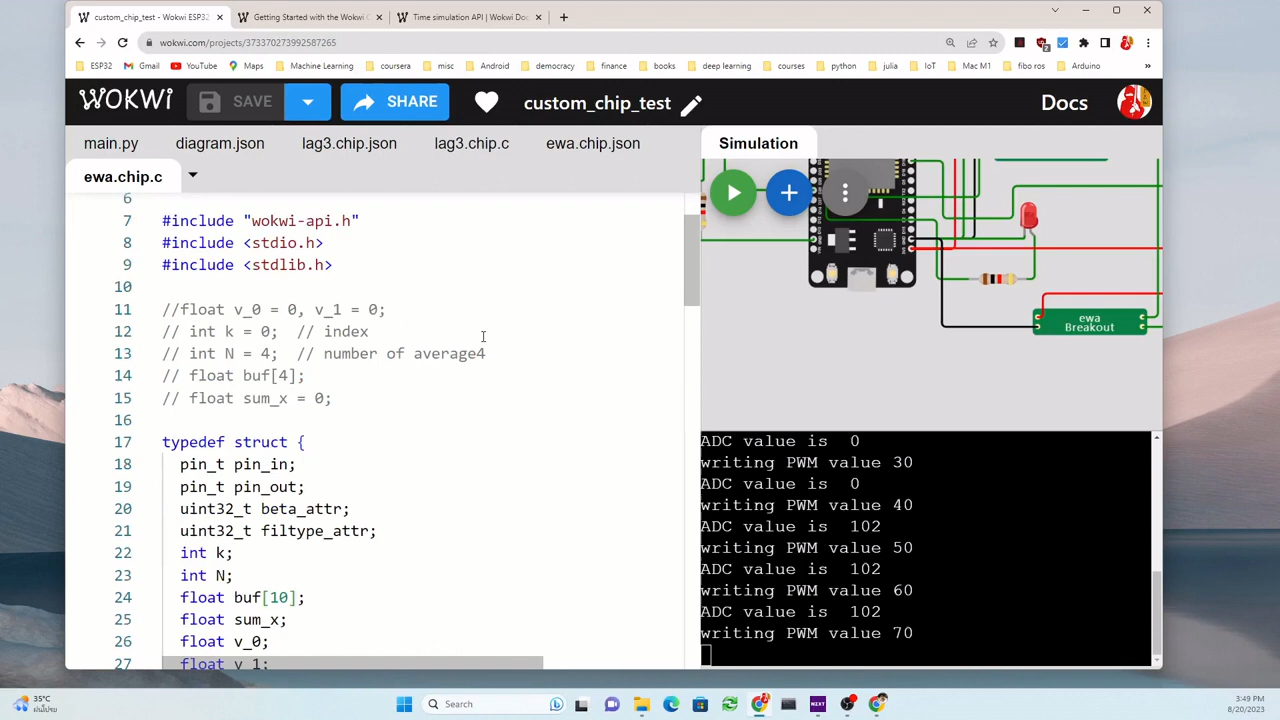 custom_chip_test - Wokwi ESP32
Getting Started with the Wokwi C
Time simulation API | Wokwi Doc
wokwi.com/projects/373370273992587265
ESP32
Gmail
YouTube
Maps
Machine Learning
coursera
misc
Android
democracy
finance
books
deep learning
courses
python
julia
IoT
Mac M1
fibo ros
Arduino
WOKWI
SAVE
SHARE
custom_chip_test
Docs
main.py
diagram.json
lag3.chip.json
lag3.chip.c
ewa.chip.json
ewa.chip.c
Simulation
6
7 #include "wokwi-api.h"
8 #include <stdio.h>
9 #include <stdlib.h>
10
11 //float v_0 = 0, v_1 = 0;
12 // int k = 0; // index
13 // int N = 4; // number of average4
14 // float buf[4];
15 // float sum_x = 0;
16
17 typedef struct {
18 pin_t pin_in;
19 pin_t pin_out;
20 uint32_t beta_attr;
21 uint32_t filtype_attr;
22 int k;
23 int N;
24 float buf[10];
25 float sum_x;
26 float v_0;
27 float v_1;
ewa
Breakout
ADC value is 0
writing PWM value 30
ADC value is 0
writing PWM value 40
ADC value is 102
writing PWM value 50
ADC value is 102
writing PWM value 60
ADC value is 102
writing PWM value 70
35°C
Search
3:49 PM
8/20/2023